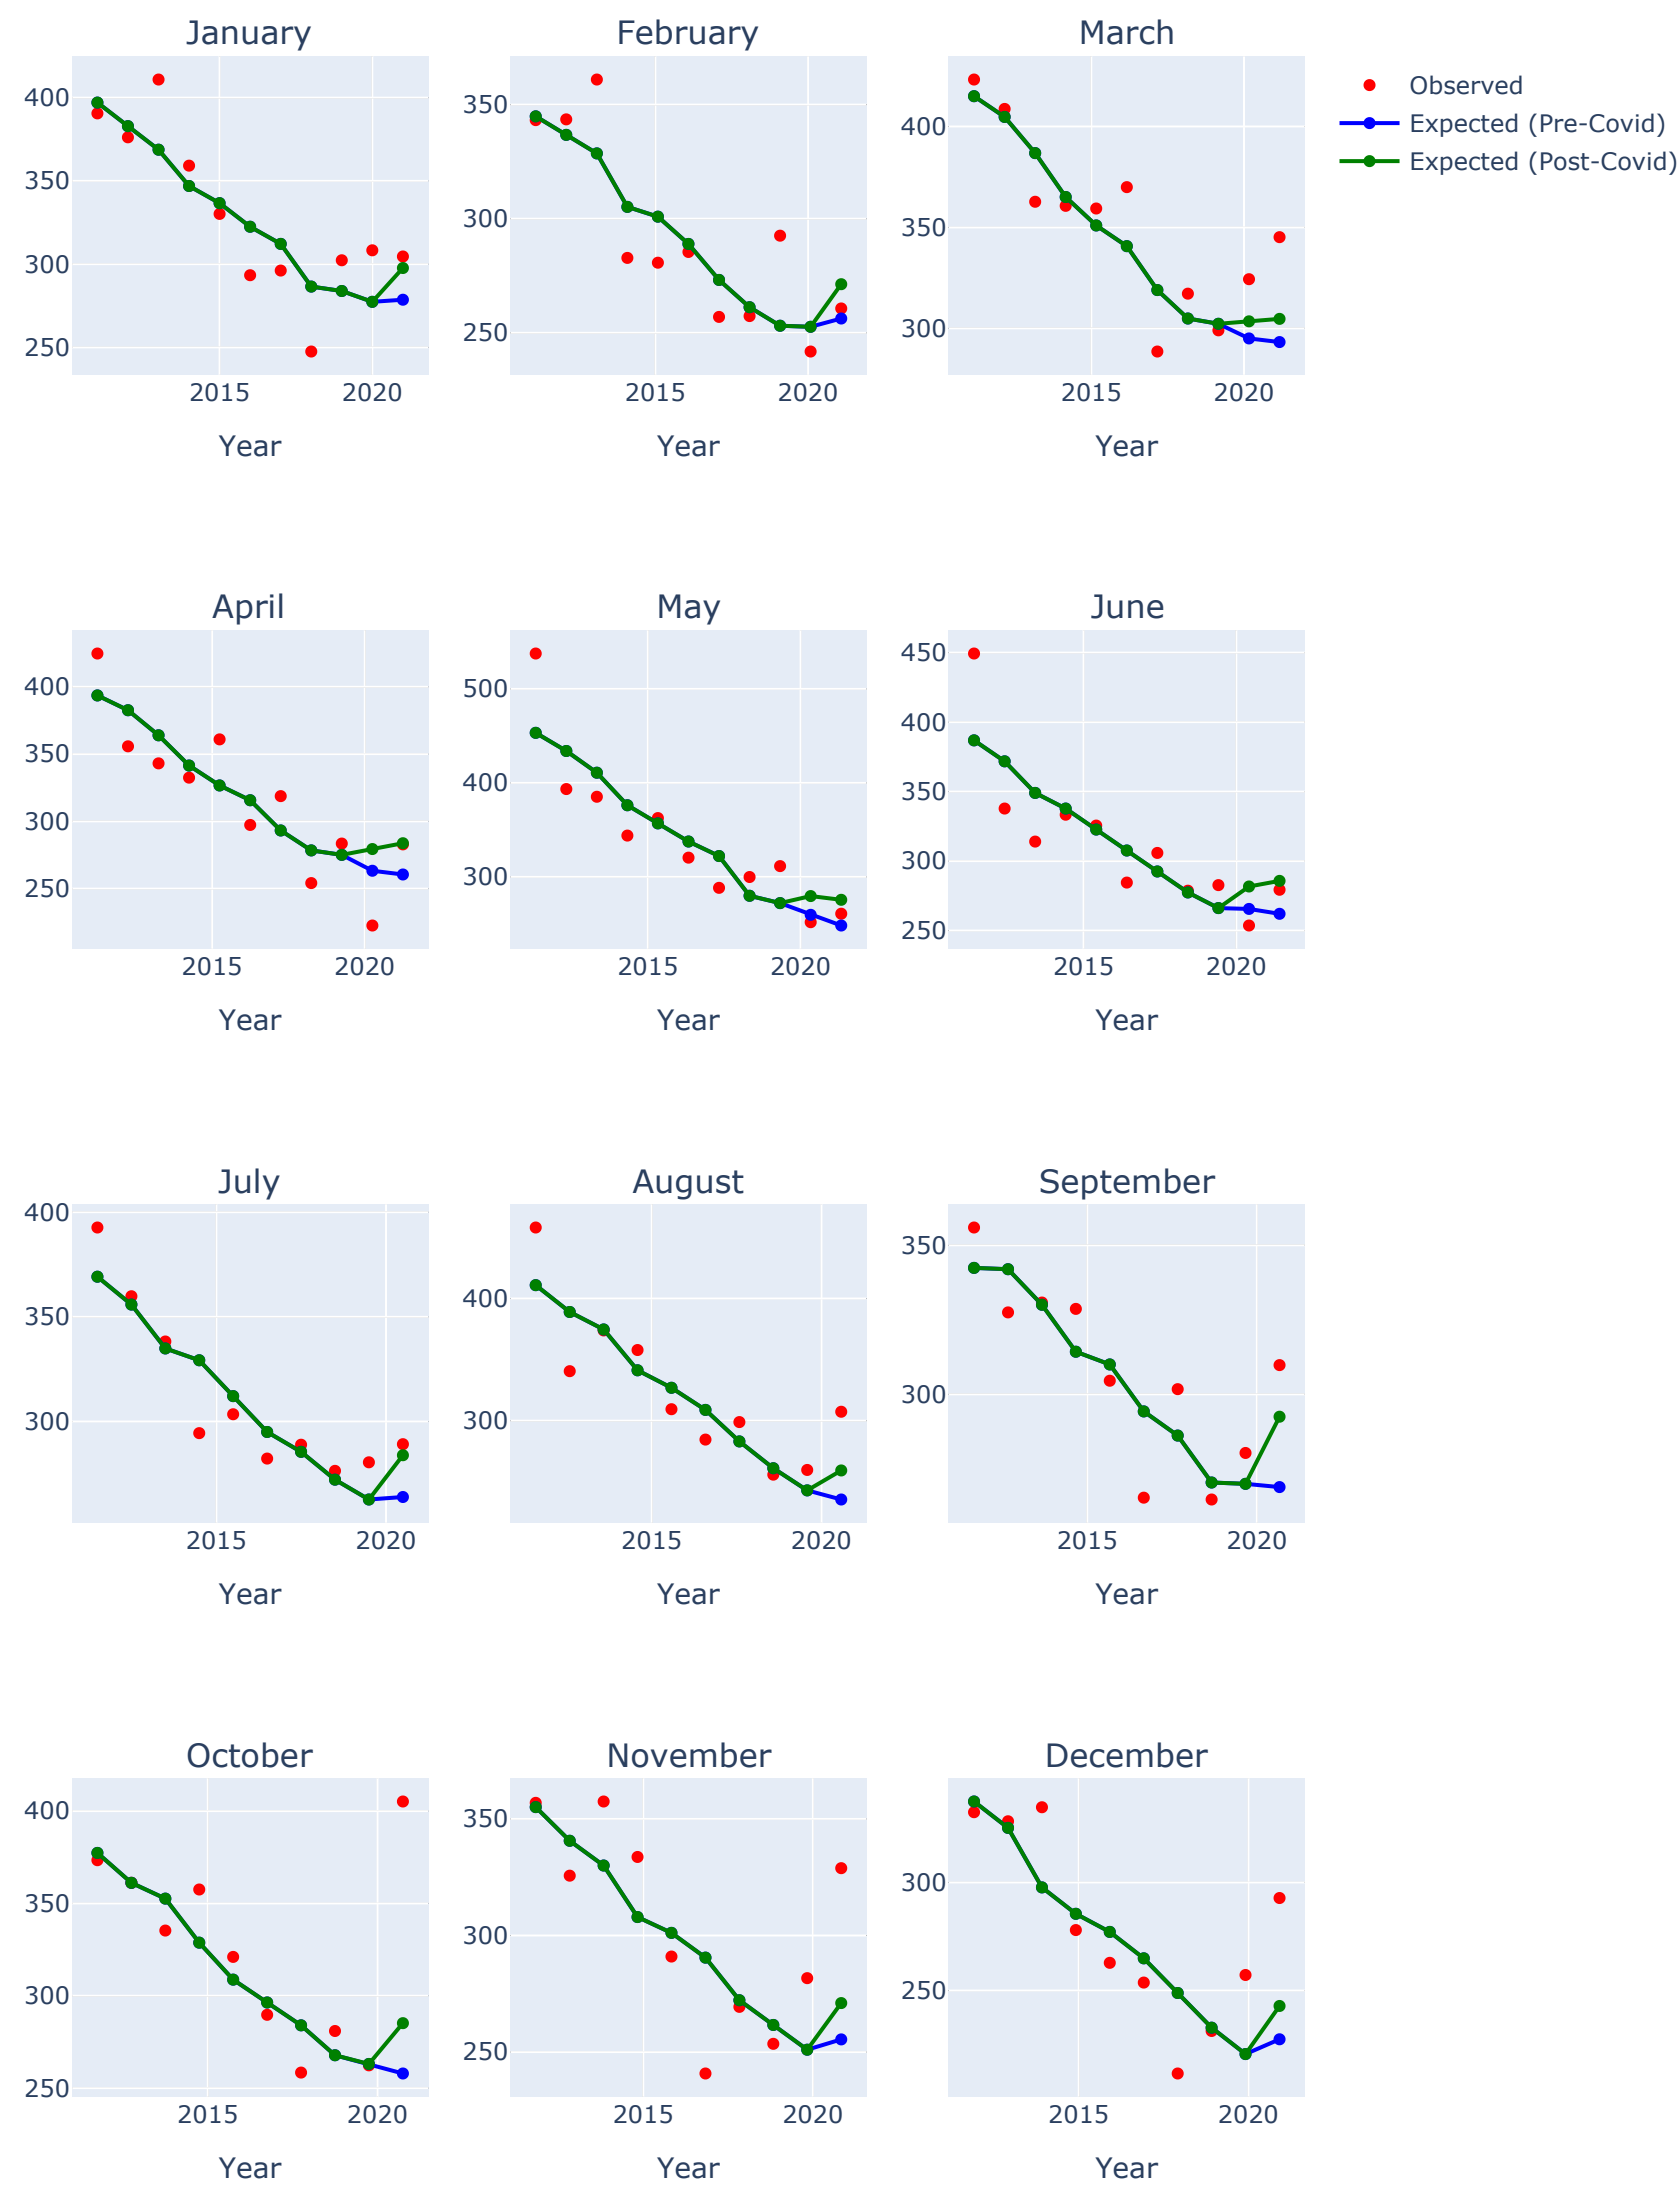 January
February
March
Observed
Expected (Pre-Covid)
Expected (Post-Covid)
400
350
300
250
2015
2020
Year
350
300
250
2015
2020
Year
400
350
300
2015
2020
Year
April
May
June
400
350
300
250
2015
2020
Year
500
400
300
2015
2020
Year
450
400
350
300
250
2015
2020
Year
July
August
September
400
350
300
2015
2020
Year
400
300
2015
2020
Year
350
300
2015
2020
Year
October
November
December
400
350
300
250
2015
2020
Year
350
300
250
2015
2020
Year
300
250
2015
2020
Year